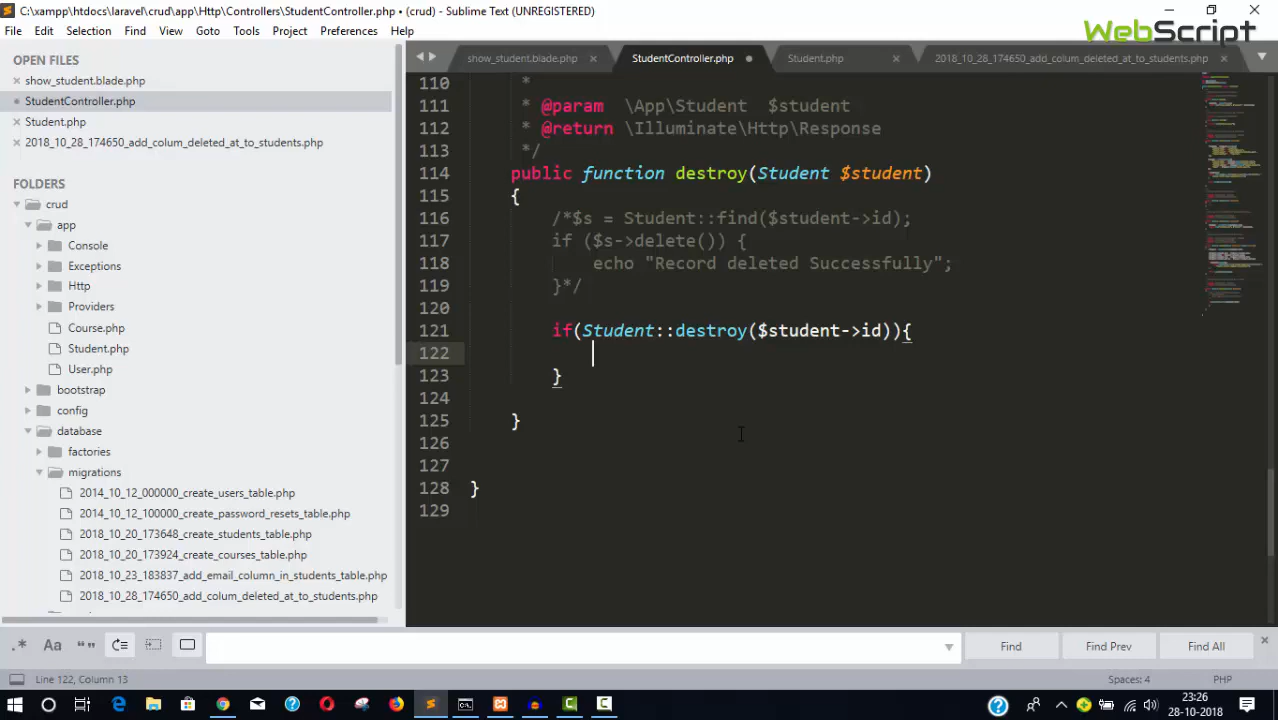 C:\xampp\htdocs\laravel\crud\app\Http\Controllers\StudentController.php • (crud) - Sublime Text (UNREGISTERED)
WebScript
File Edit Selection Find View Goto Tools Project Preferences Help
OPEN FILES
show_student.blade.php
StudentController.php
Student.php
2018_10_28_174650_add_colum_deleted_at_to_students.php
FOLDERS
crud
app
Console
Exceptions
Http
Providers
Course.php
Student.php
User.php
bootstrap
config
database
factories
migrations
2014_10_12_000000_create_users_table.php
2014_10_12_100000_create_password_resets_table.php
2018_10_20_173648_create_students_table.php
2018_10_20_173924_create_courses_table.php
2018_10_23_183837_add_email_column_in_students_table.php
2018_10_28_174650_add_colum_deleted_at_to_students.php
show_student.blade.php StudentController.php Student.php 2018_10_28_174650_add_colum_deleted_at_to_students.php
110 *
111 * @param \App\Student $student
112 * @return \Illuminate\Http\Response
113 */
114 public function destroy(Student $student)
115 {
116 /*$s = Student::find($student->id);
117 if ($s->delete()) {
118 echo "Record deleted Successfully";
119 }*/
120
121 if(Student::destroy($student->id)){
122
123 }
124
125 }
126
127
128 }
129
.* Aa “” Find Find Prev Find All
Line 122, Column 13 Spaces: 4 PHP
23:26
28-10-2018